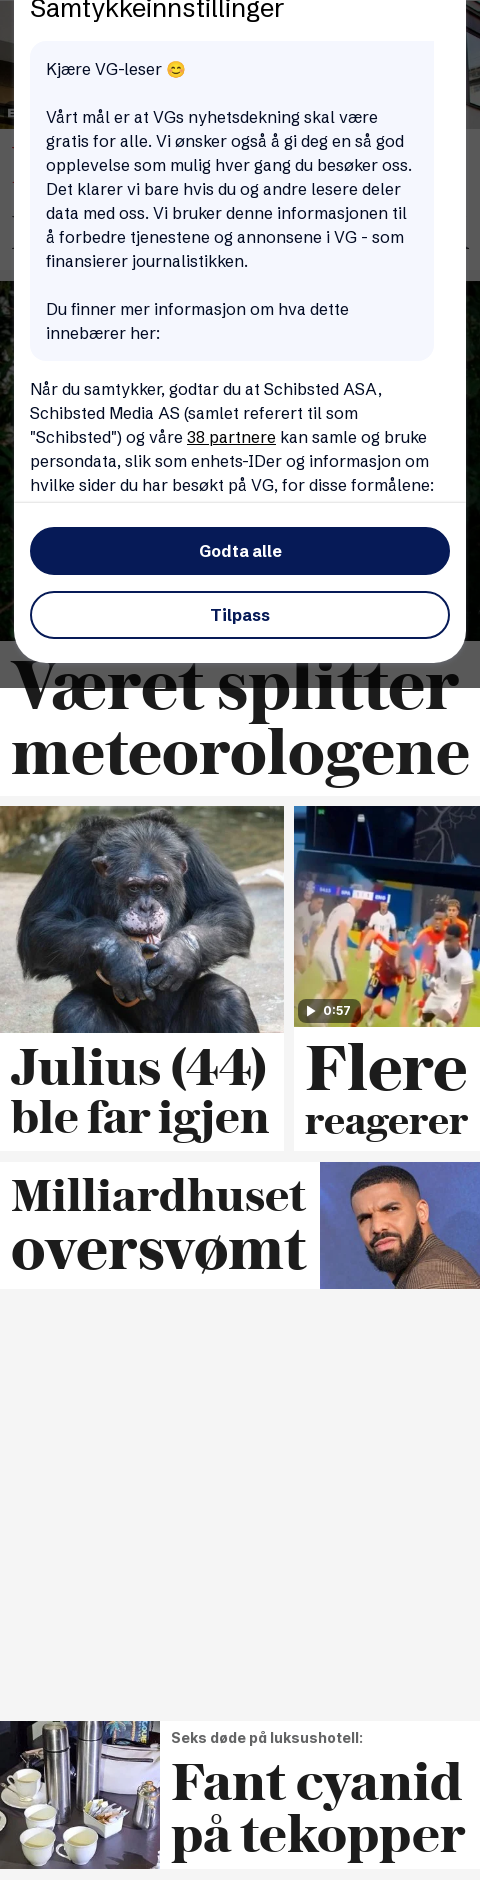 Samtykkeinnstillinger
Kjære VG-leser 😊
Vårt mål er at VGs nyhetsdekning skal være
gratis for alle. Vi ønsker også å gi deg en så god
opplevelse som mulig hver gang du besøker oss.
Det klarer vi bare hvis du og andre lesere deler
data med oss. Vi bruker denne informasjonen til
å forbedre tjenestene og annonsene i VG - som
finansierer journalistikken.
Du finner mer informasjon om hva dette
innebærer her:
Når du samtykker, godtar du at Schibsted ASA,
Schibsted Media AS (samlet referert til som
"Schibsted") og våre 38 partnere kan samle og bruke
persondata, slik som enhets-IDer og informasjon om
hvilke sider du har besøkt på VG, for disse formålene:
Godta alle
Tilpass
Været splitter
meteorologene
0:57
Julius (44)
ble far igjen
Flere
reagerer
Milliardhuset
oversvømt
Seks døde på luksushotell:
Fant cyanid
på tekopper